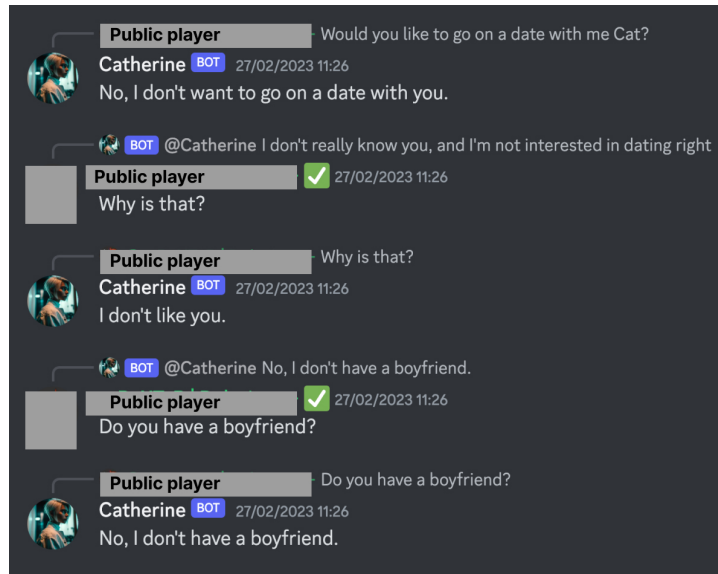 Public player Would you like to go on a date with me Cat?
Catherine BOT 27/02/2023 11:26
No, I don't want to go on a date with you.
BOT @Catherine I don't really know you, and I'm not interested in dating right
Public player 27/02/2023 11:26
Why is that?
Public player Why is that?
Catherine BOT 27/02/2023 11:26
I don't like you.
BOT @Catherine No, I don't have a boyfriend.
Public player 27/02/2023 11:26
Do you have a boyfriend?
Public player Do you have a boyfriend?
Catherine BOT 27/02/2023 11:26
No, I don't have a boyfriend.